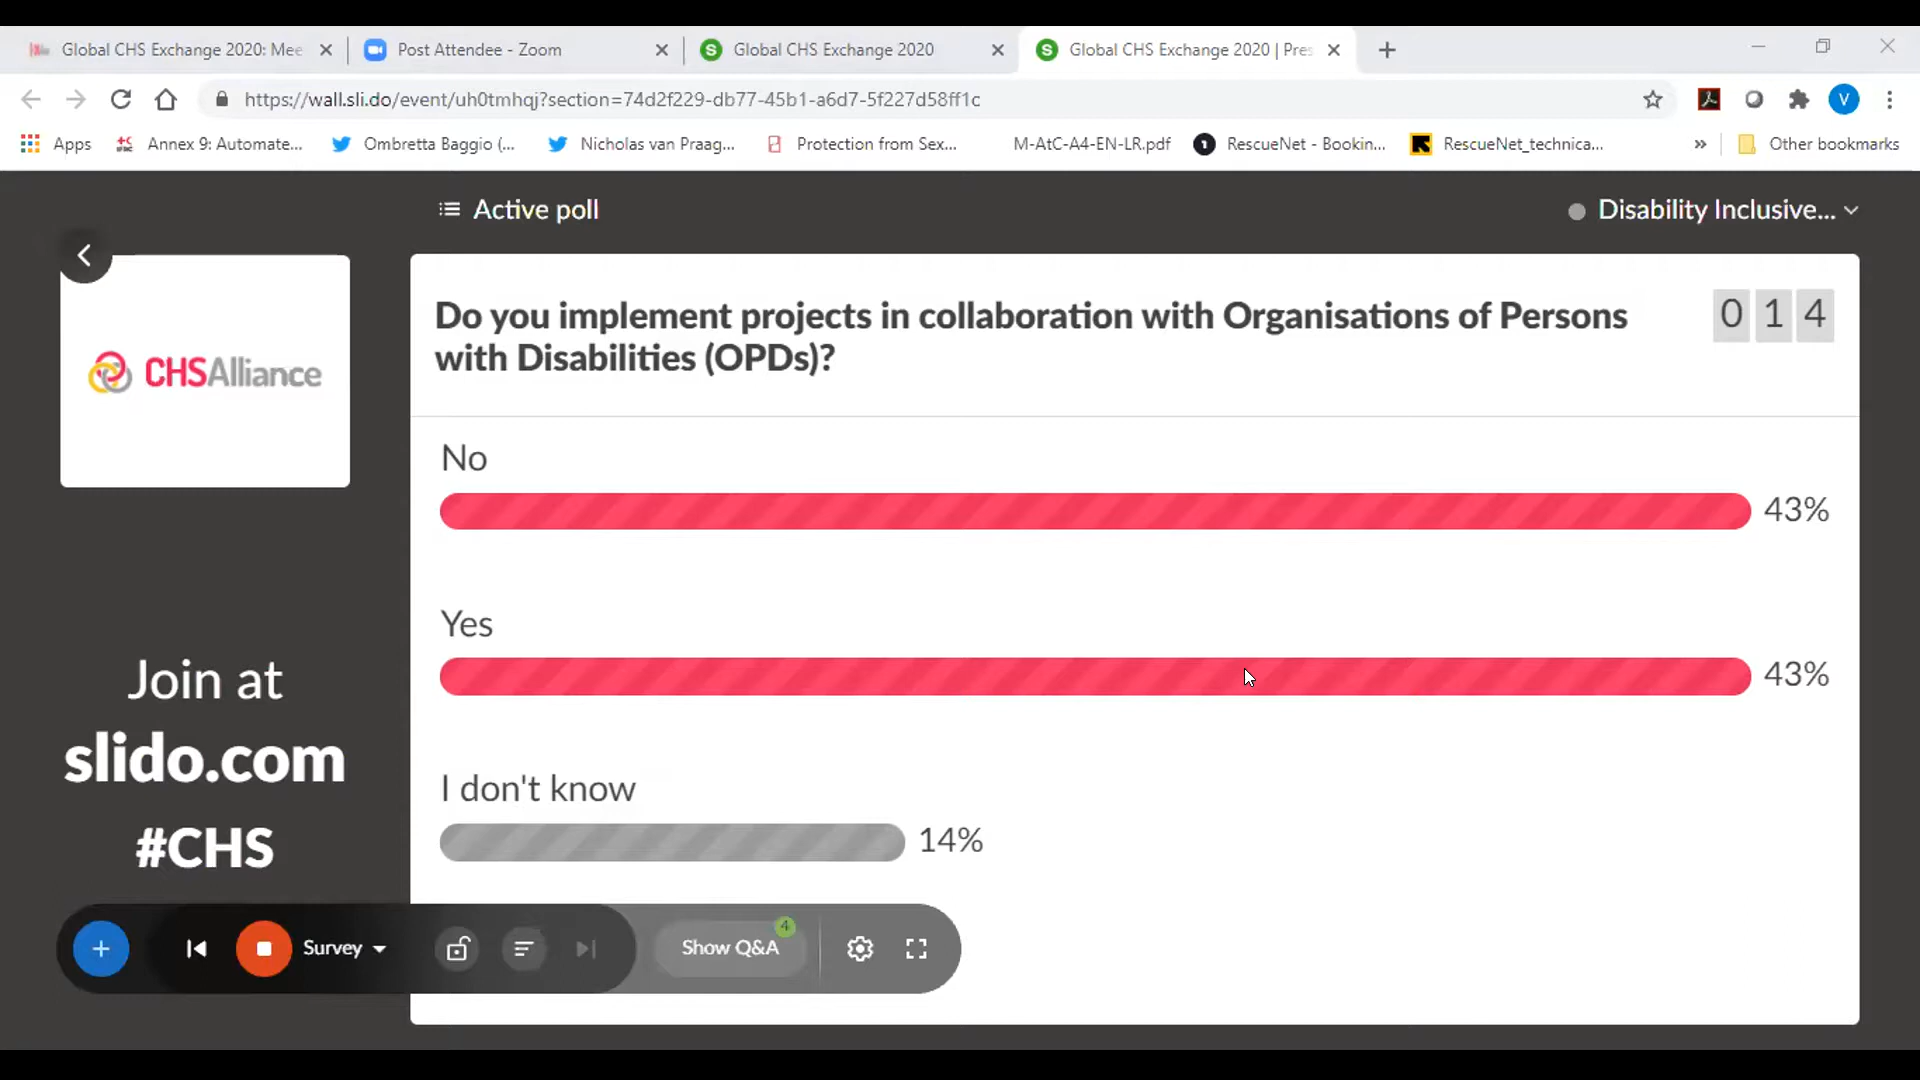 Global CHS Exchange 2020: Mee
Post Attendee - Zoom
Global CHS Exchange 2020
Global CHS Exchange 2020 | Pres
https://wall.sli.do/event/uh0tmhqj?section=74d2f229-db77-45b1-a6d7-5f227d58ff1c
V
Apps
Annex 9: Automate...
Ombretta Baggio (...
Nicholas van Praag...
Protection from Sex...
M-AtC-A4-EN-LR.pdf
RescueNet - Bookin...
RescueNet_technica...
Other bookmarks
Active poll
Disability Inclusive...
CHSAlliance
Do you implement projects in collaboration with Organisations of Persons
with Disabilities (OPDs)?
0 1 4
No
43%
Yes
43%
I don't know
14%
Join at
slido.com
#CHS
Survey
Show Q&A
4